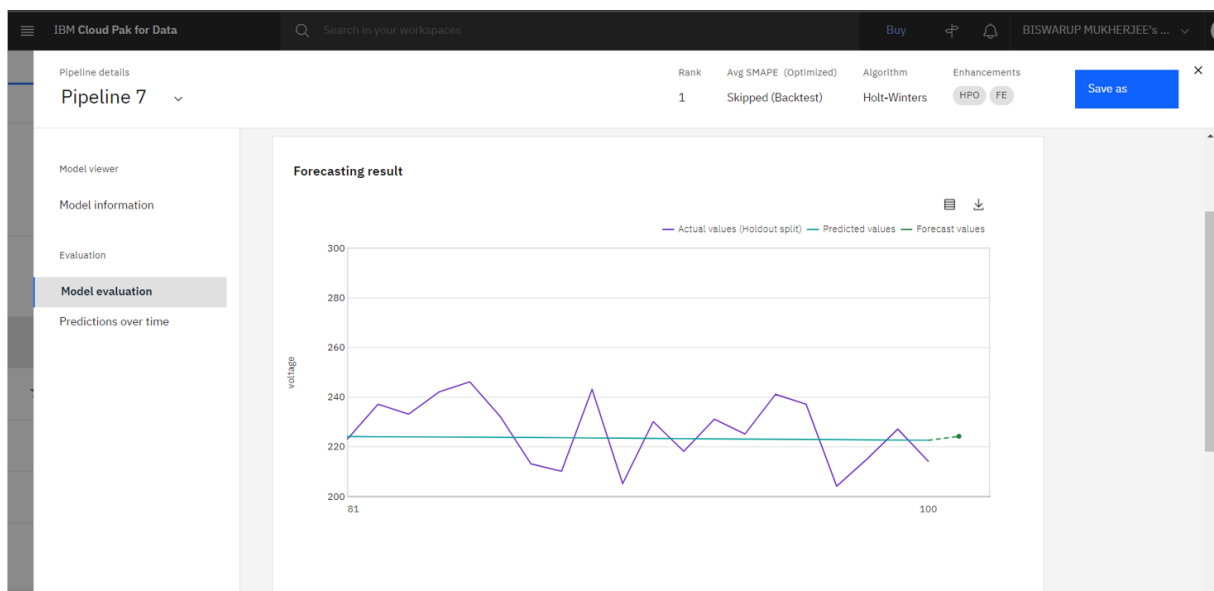 IBM Cloud Pak for Data
Search in your workspaces
Buy
BISWARUP MUKHERJEE's ...
Pipeline details
Pipeline 7
Rank
1
Avg SMAPE (Optimized)
Skipped (Backtest)
Algorithm
Holt-Winters
Enhancements
HPO FE
Save as
Model viewer
Model information
Evaluation
Model evaluation
Predictions over time
Forecasting result
Actual values (Holdout split) Predicted values Forecast values
voltage
300
280
260
240
220
200
81 100